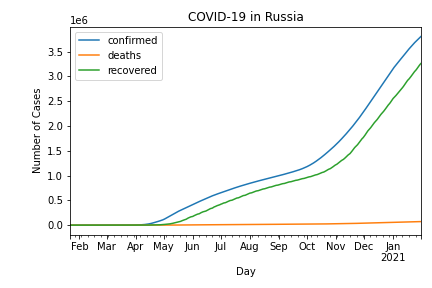 COVID-19 in Russia
1e6
confirmed
deaths
recovered
3.5
3.0
2.5
2.0
1.5
1.0
0.5
0.0
Number of Cases
Feb Mar Apr May Jun Jul Aug Sep Oct Nov Dec Jan
2021
Day